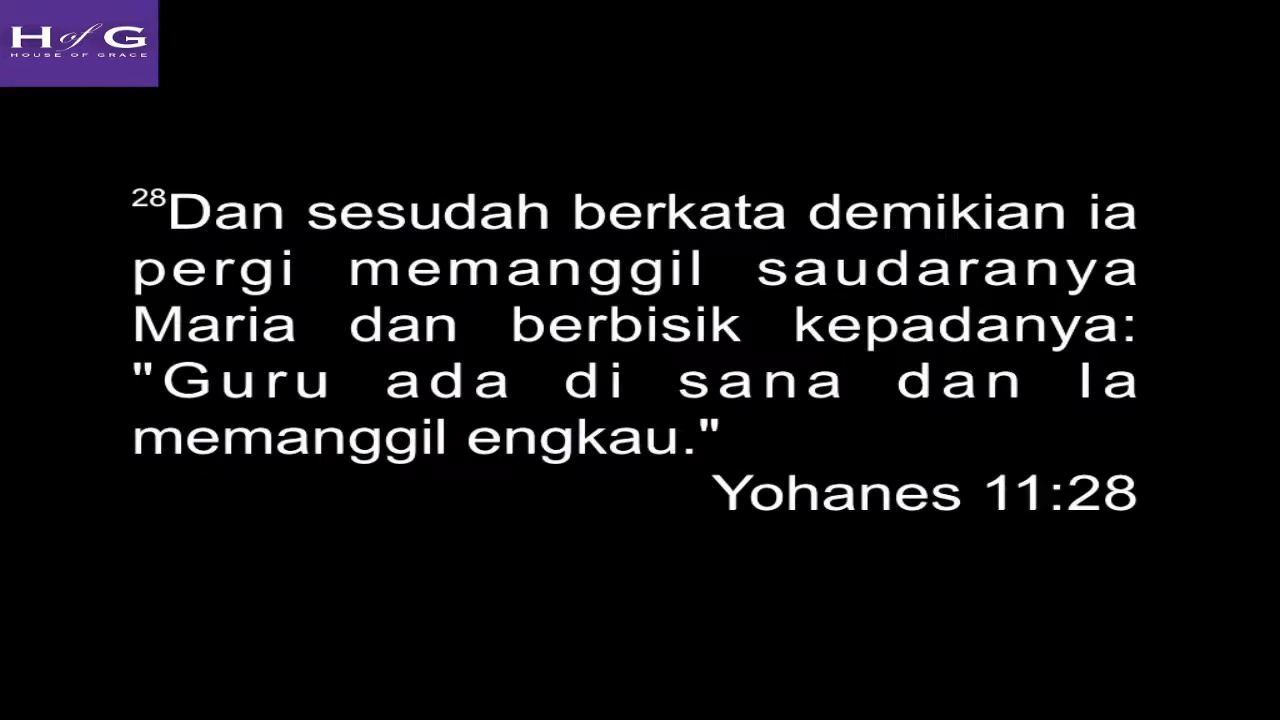 H of G
HOUSE OF GRACE
28Dan sesudah berkata demikian ia
pergi memanggil saudaranya
Maria dan berbisik kepadanya:
"Guru ada di sana dan Ia
memanggil engkau."
Yohanes 11:28